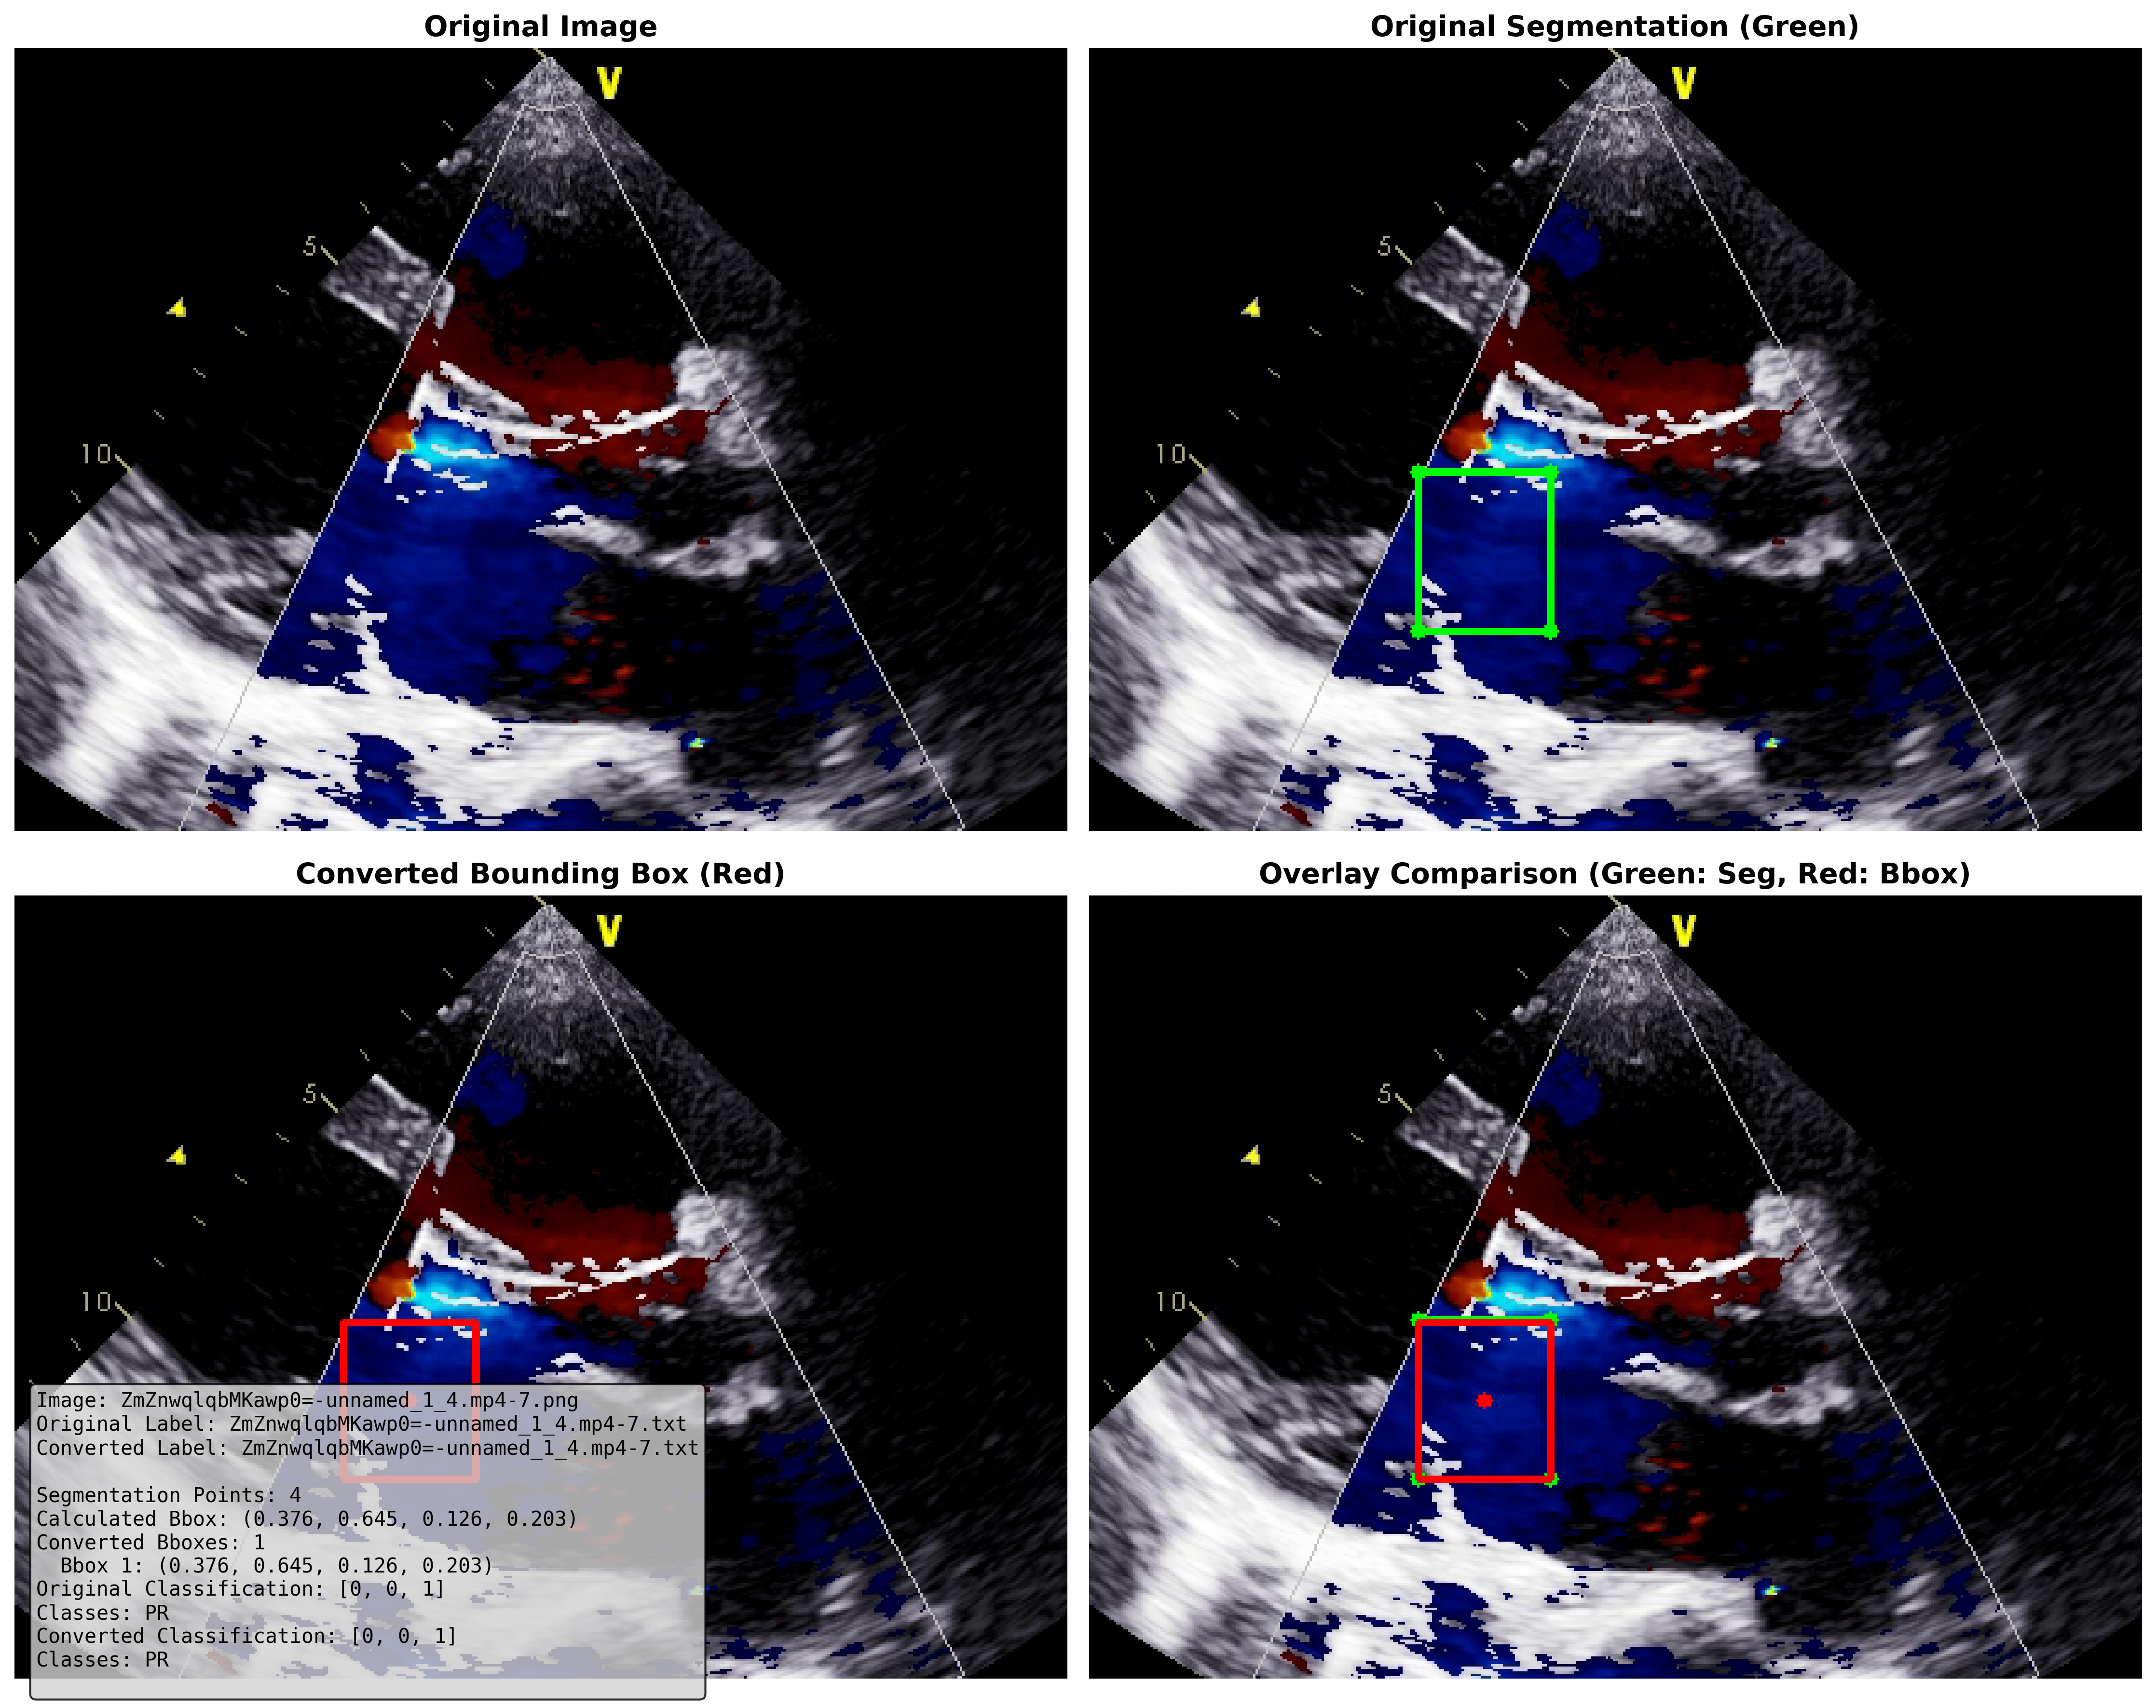 Original Image
Original Segmentation (Green)
V
5
10
V
5
10
Converted Bounding Box (Red)
Overlay Comparison (Green: Seg, Red: Bbox)
V
5
10
Image: ZmZnwqlqbMKawp0=-unnamed_1_4.mp4-7.png
Original Label: ZmZnwqlqbMKawp0=-unnamed_1_4.mp4-7.txt
Converted Label: ZmZnwqlqbMKawp0=-unnamed_1_4.mp4-7.txt
Segmentation Points: 4
Calculated Bbox: (0.376, 0.645, 0.126, 0.203)
Converted Bboxes: 1
Bbox 1: (0.376, 0.645, 0.126, 0.203)
Original Classification: [0, 0, 1]
Classes: PR
Converted Classification: [0, 0, 1]
Classes: PR
V
5
10